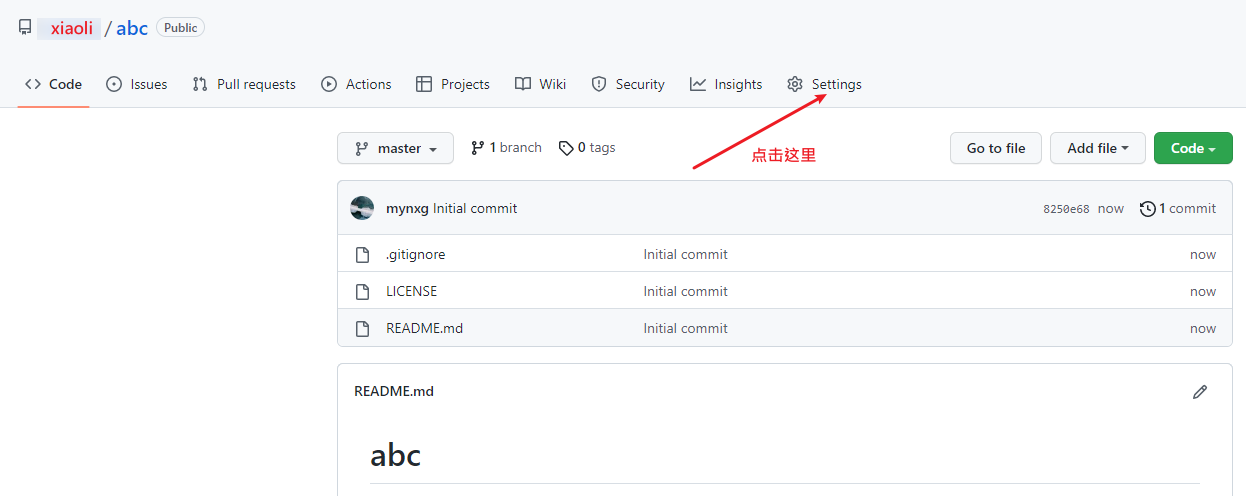 xiaoli / abc Public
Code Issues Pull requests Actions Projects Wiki Security Insights Settings
点击这里
master 1 branch 0 tags Go to file Add file Code
mynxg Initial commit 8250e68 now 1 commit
.gitignore Initial commit now
LICENSE Initial commit now
README.md Initial commit now
README.md
abc